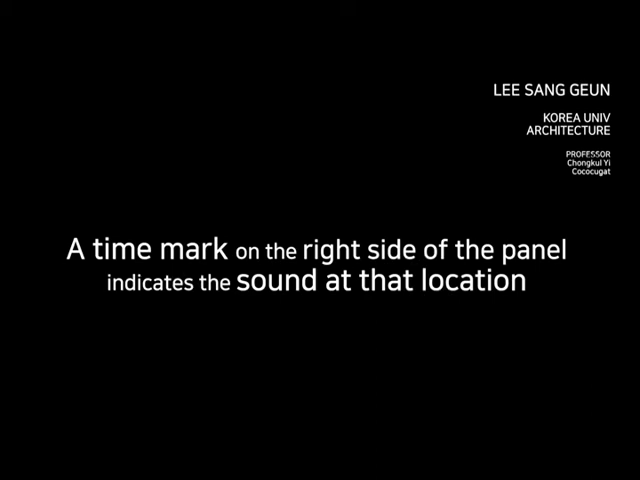 LEE SANG GEUN
KOREA UNIV
ARCHITECTURE
PROFESSOR
Chongkul Yi
Cococugat
A time mark on the right side of the panel
indicates the sound at that location